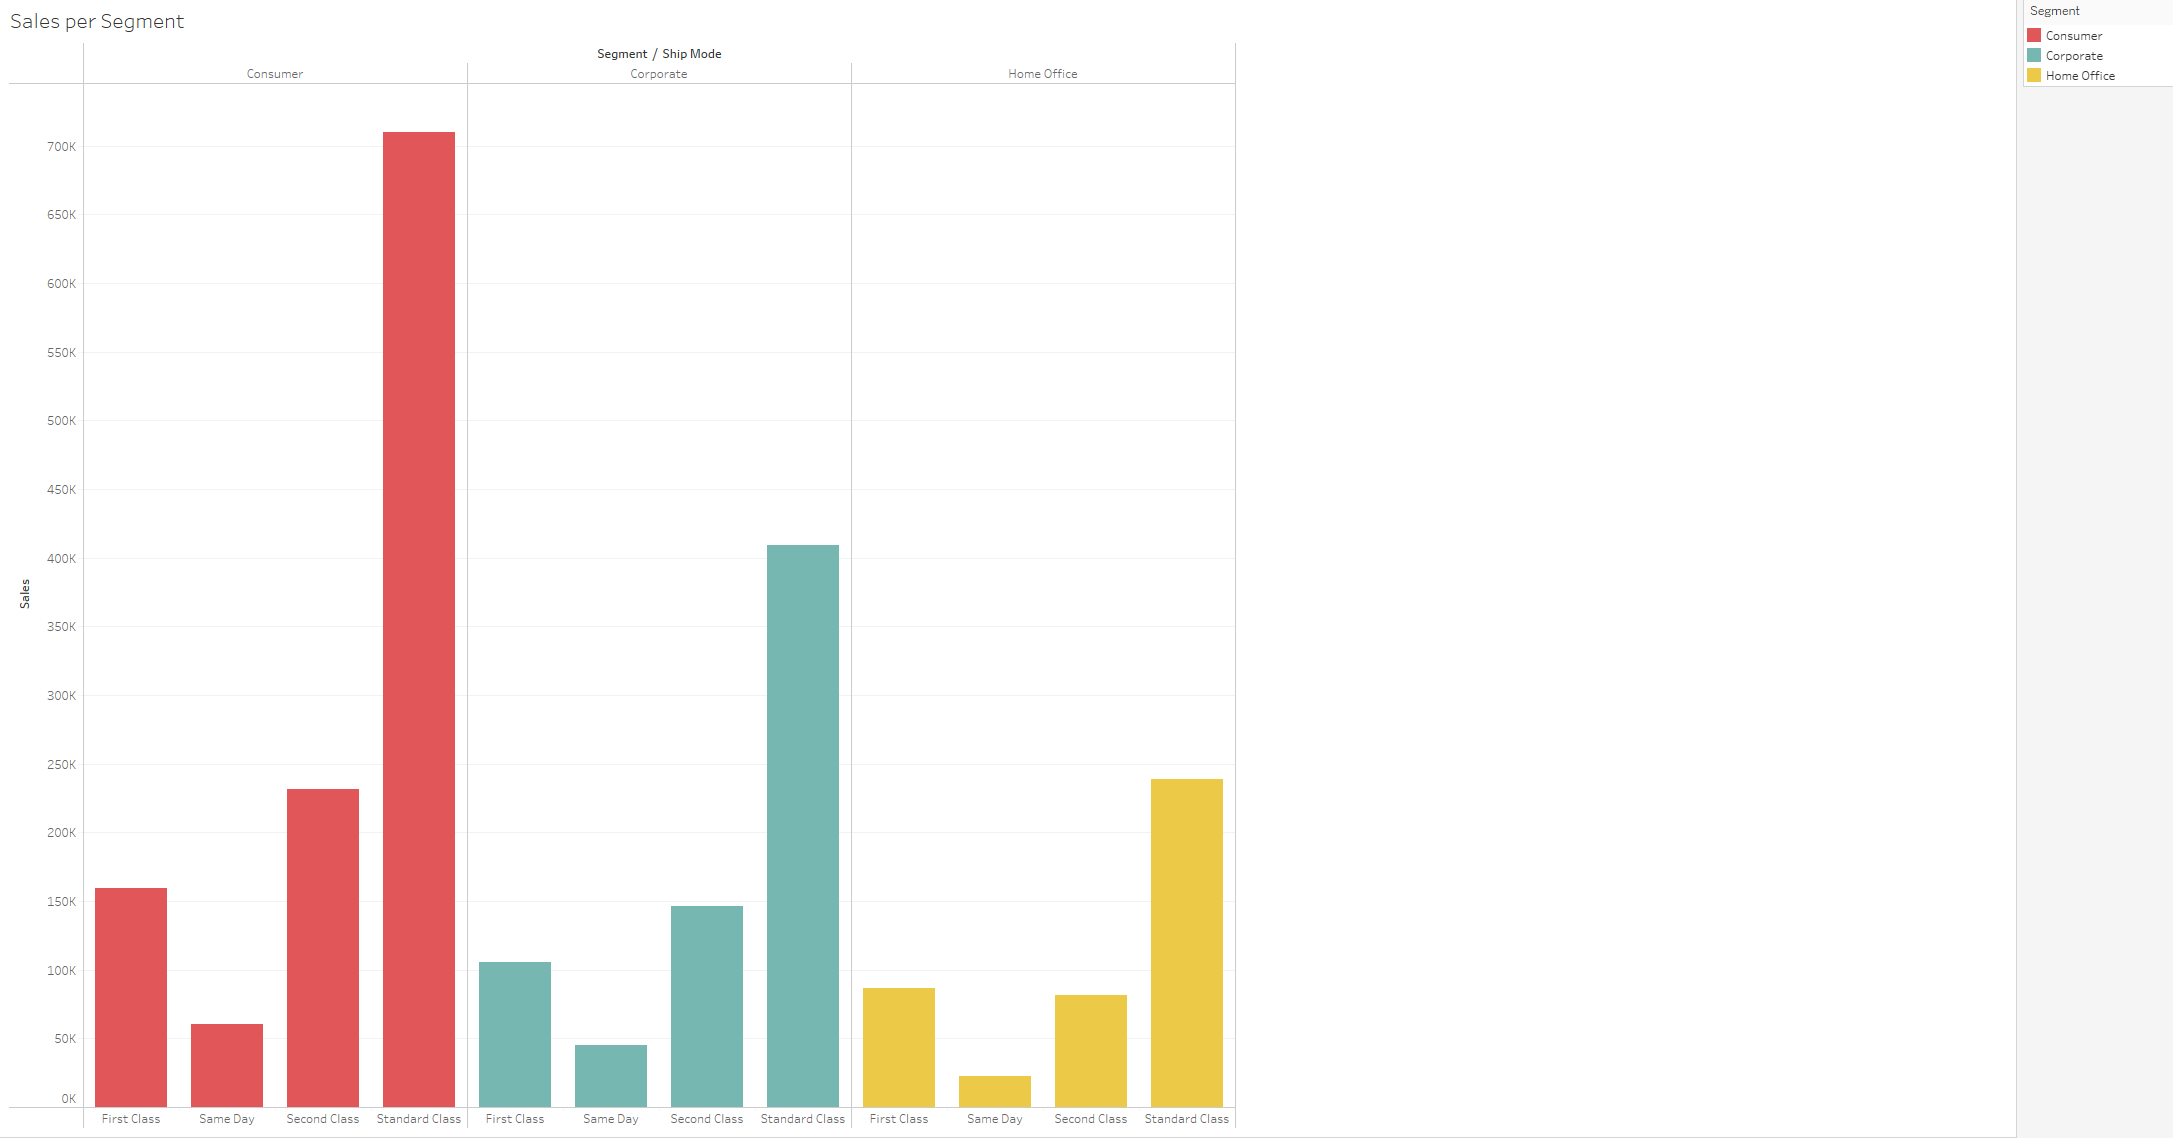 Sales per Segment
Segment / Ship Mode
Consumer Corporate Home Office
700K
650K
600K
550K
500K
450K
400K
350K
300K
250K
200K
150K
100K
50K
0K
Sales
First Class Same Day Second Class Standard Class First Class Same Day Second Class Standard Class First Class Same Day Second Class Standard Class
Segment
Consumer
Corporate
Home Office